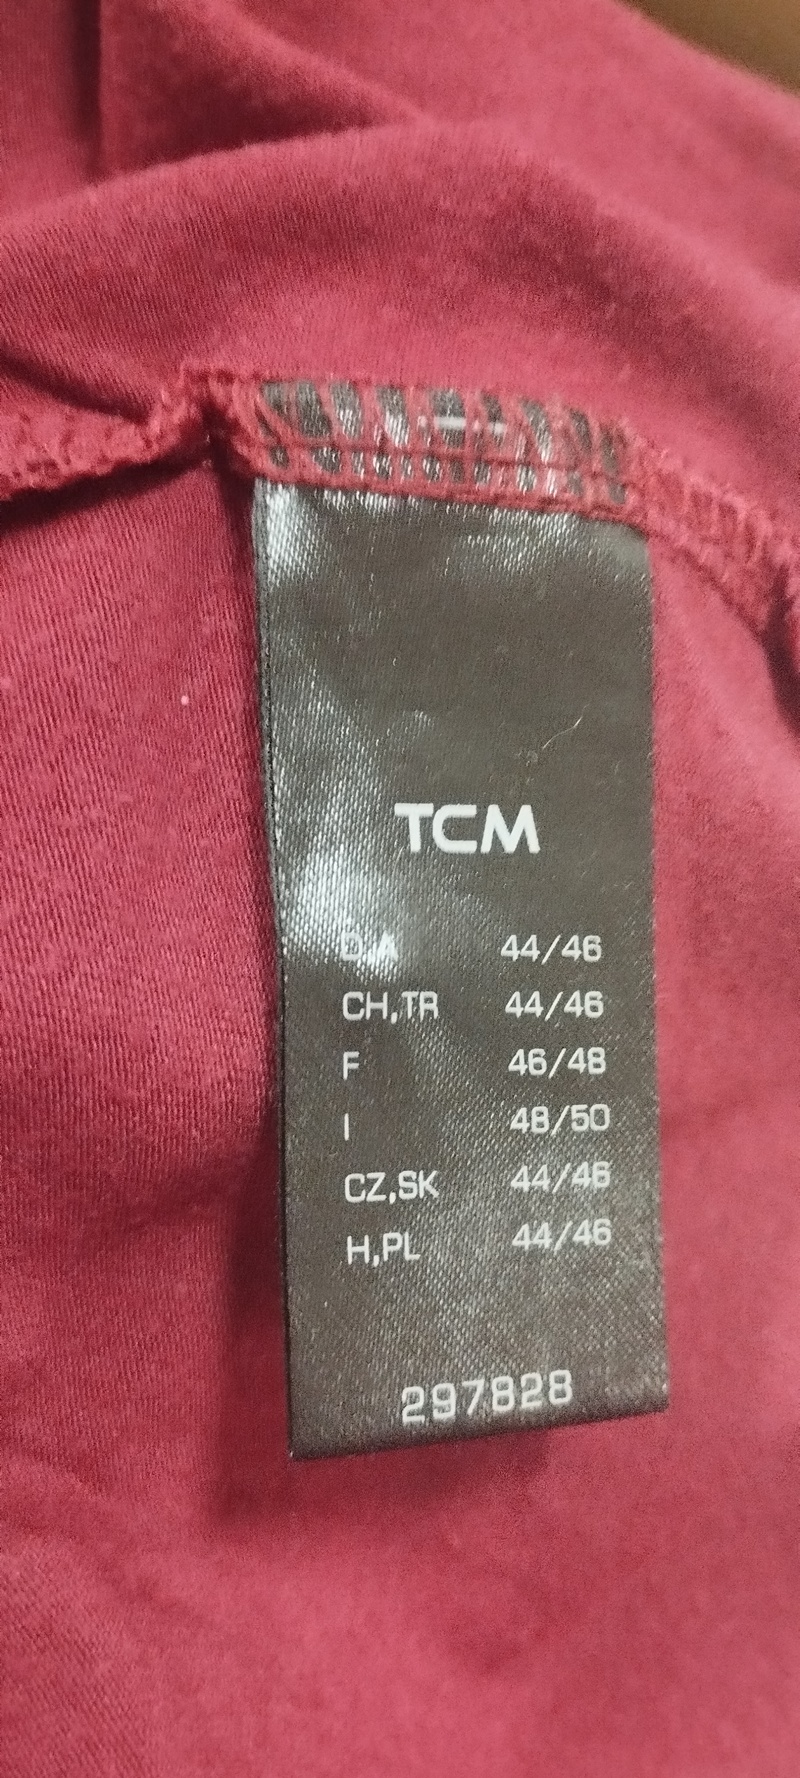 TCM
D,A 44/46
CH,TR 44/46
F 46/48
I 48/50
CZ,SK 44/46
H,PL 44/46
297828